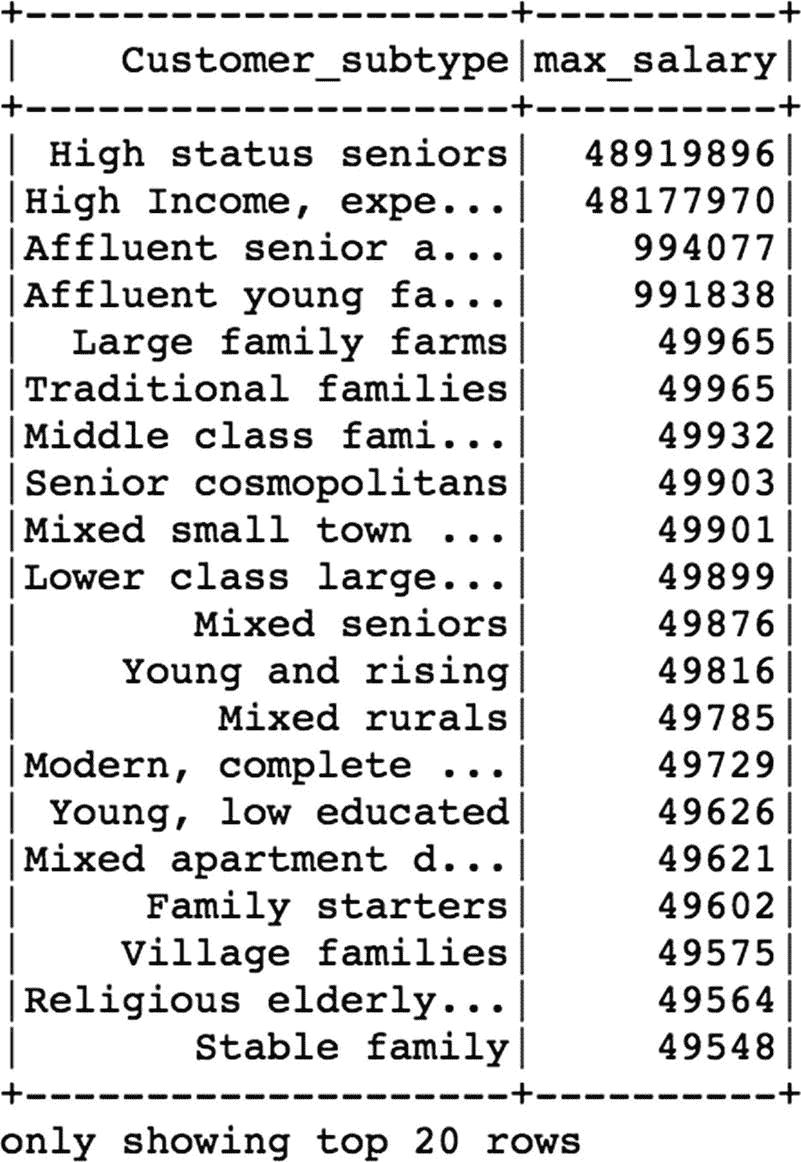 +--------------------+----------+
|    Customer_subtype|max_salary|
+--------------------+----------+
| High status seniors|  48919896|
|High Income, expe...|  48177970|
|Affluent senior a...|    994077|
|Affluent young fa...|    991838|
|  Large family farms|     49965|
|Traditional families|     49965|
|Middle class fami...|     49932|
|Senior cosmopolitans|     49903|
|Mixed small town ...|     49901|
|Lower class large...|     49899|
|       Mixed seniors|     49876|
|    Young and rising|     49816|
|        Mixed rurals|     49785|
|Modern, complete ...|     49729|
| Young, low educated|     49626|
|Mixed apartment d...|     49621|
|     Family starters|     49602|
|    Village families|     49575|
|Religious elderly...|     49564|
|       Stable family|     49548|
+--------------------+----------+
only showing top 20 rows